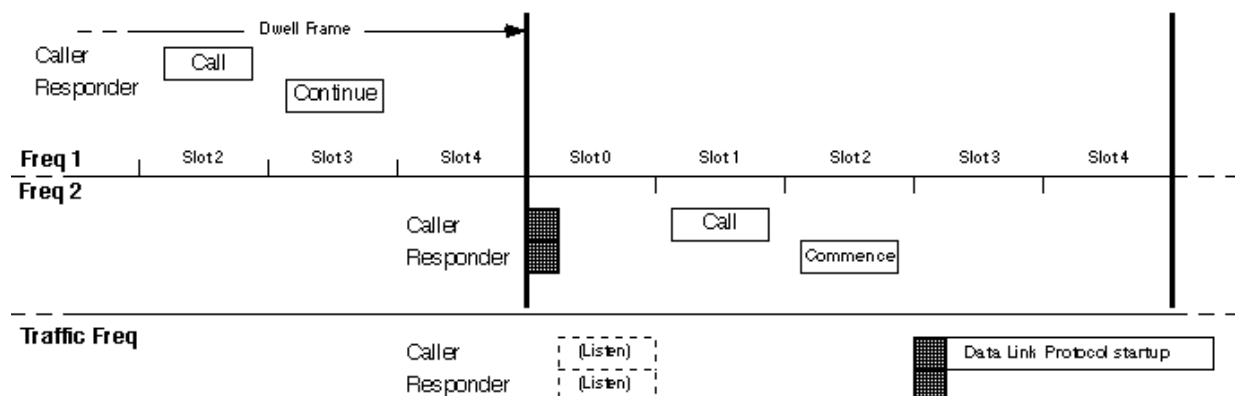 Dwell Frame
Caller Call
Responder Continue
Freq 1 Slot2 Slot3 Slot4 Slot0 Slot1 Slot2 Slot3 Slot4
Freq 2
Caller Call
Responder Commence
Traffic Freq
Caller (Listen) Data Link Protocol startup
Responder (Listen)